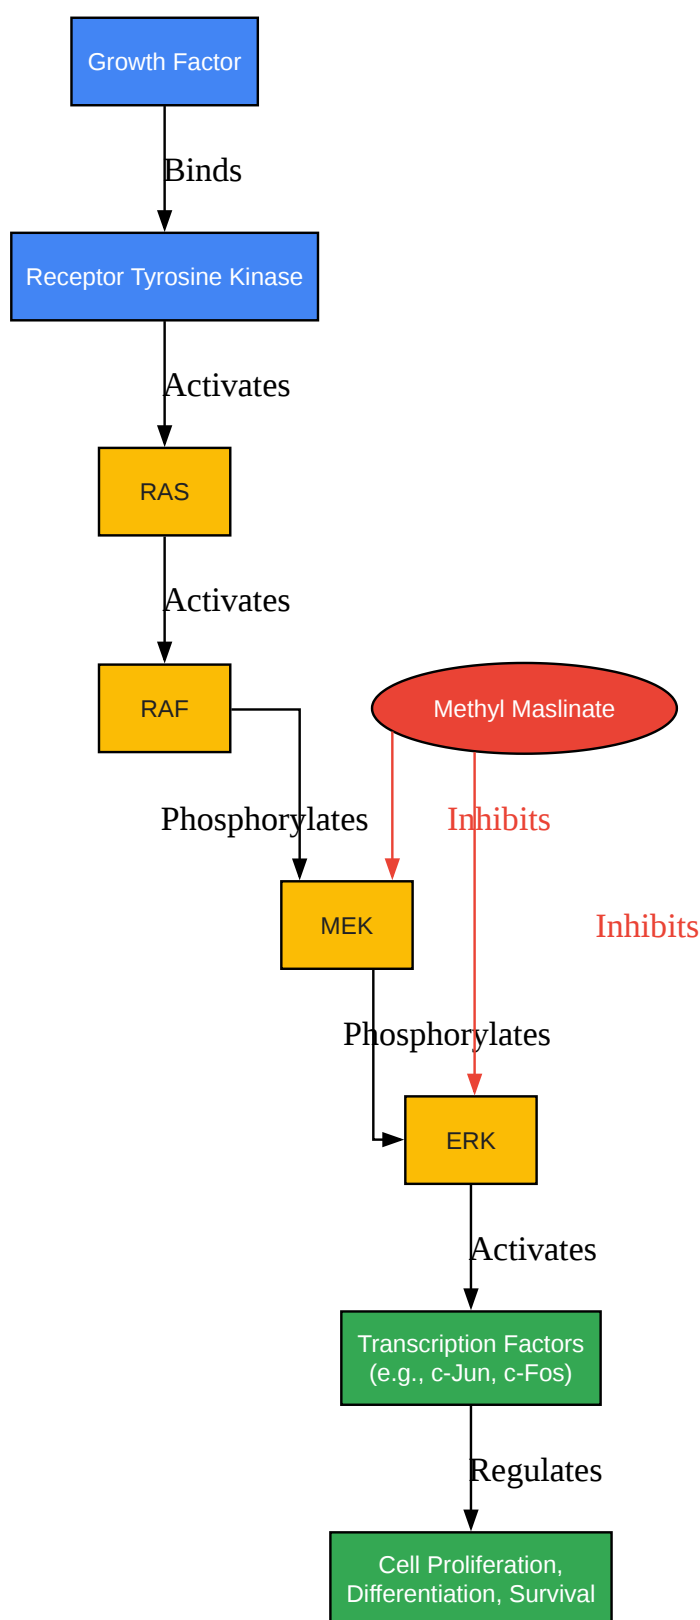 Growth Factor
Binds
Receptor Tyrosine Kinase
Activates
RAS
Activates
RAF
Methyl Maslinate
Phosphorylates
Inhibits
MEK
Inhibits
Phosphorylates
ERK
Activates
Transcription Factors
(e.g., c-Jun, c-Fos)
Regulates
Cell Proliferation,
Differentiation, Survival